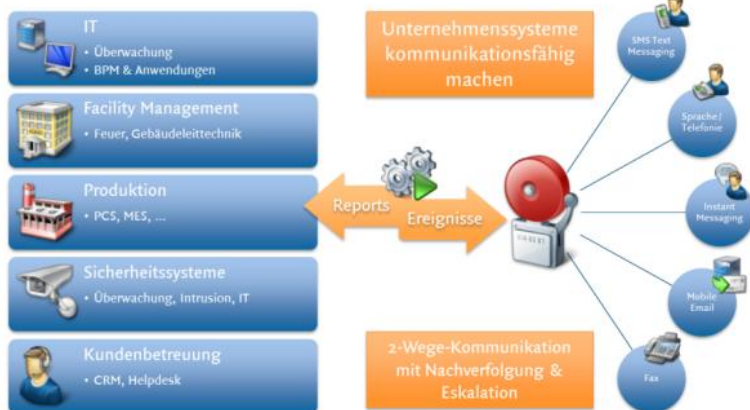 IT
• Überwachung
• BPM & Anwendungen
Facility Management
• Feuer, Gebäudeleittechnik
Produktion
• PCS, MES, ...
Sicherheitssysteme
• Überwachung, Intrusion, IT
Kundenbetreuung
• CRM, Helpdesk
Unternehmenssysteme
kommunikationsfähig
machen
Reports
Ereignisse
2-Wege-Kommunikation
mit Nachverfolgung &
Eskalation
SMS Text
Messaging
Sprache/
Telefonie
Instant
Messaging
Mobile
Email
Fax